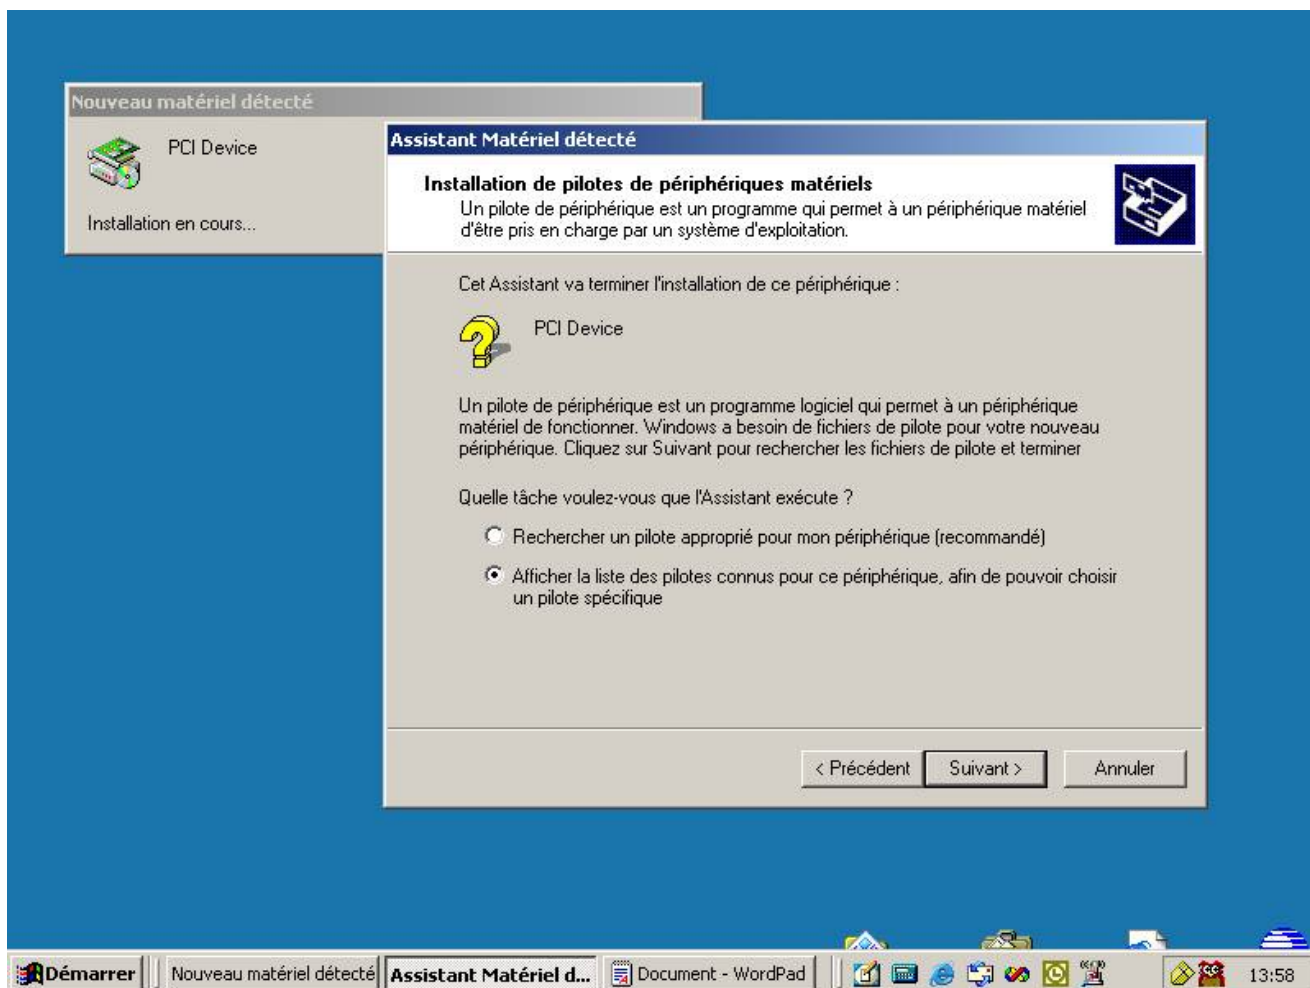 Nouveau matériel détecté
PCI Device
Installation en cours...
Assistant Matériel détecté
Installation de pilotes de périphériques matériels
Un pilote de périphérique est un programme qui permet à un périphérique matériel
d'être pris en charge par un système d'exploitation.
Cet Assistant va terminer l'installation de ce périphérique :
PCI Device
Un pilote de périphérique est un programme logiciel qui permet à un périphérique
matériel de fonctionner. Windows a besoin de fichiers de pilote pour votre nouveau
périphérique. Cliquez sur Suivant pour rechercher les fichiers de pilote et terminer
Quelle tâche voulez-vous que l'Assistant exécute ?
Rechercher un pilote approprié pour mon périphérique (recommandé)
Afficher la liste des pilotes connus pour ce périphérique, afin de pouvoir choisir
un pilote spécifique
< Précédent Suivant > Annuler
Démarrer Nouveau matériel détecté Assistant Matériel d... Document - WordPad 13:58